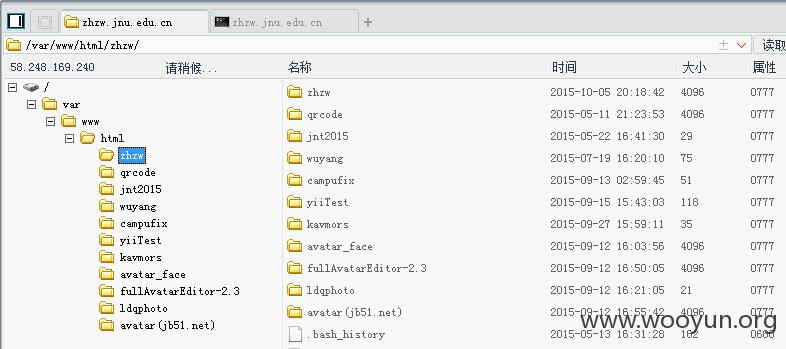 zhzw.jnu.edu.cn zhzw.jnu.edu.cn +
/var/www/html/zhzw/ 读取
58.248.169.240 请稍候... 名称 时间 大小 属性
/
var
www
html
zhzw
qrcode
jnt2015
wuyang
campufix
yiiTest
kavmors
avatar_face
fullAvatarEditor-2.3
ldqphoto
avatar(jb51.net)
zhzw 2015-10-05 20:18:42 4096 0777
qrcode 2015-05-11 21:23:53 4096 0777
jnt2015 2015-05-22 16:41:30 29 0777
wuyang 2015-07-19 16:20:10 75 0777
campufix 2015-09-13 02:59:45 51 0777
yiiTest 2015-09-15 15:43:03 118 0777
kavmors 2015-09-27 15:59:11 35 0777
avatar_face 2015-09-12 16:03:56 4096 0777
fullAvatarEditor-2.3 2015-09-12 16:50:05 4096 0777
ldqphoto 2015-09-12 16:21:05 21 0777
avatar(jb51.net) 2015-09-12 16:55:42 4096 0777
.bash_history 2015-05-13 16:31:28 162 0600
www.wooyun.org